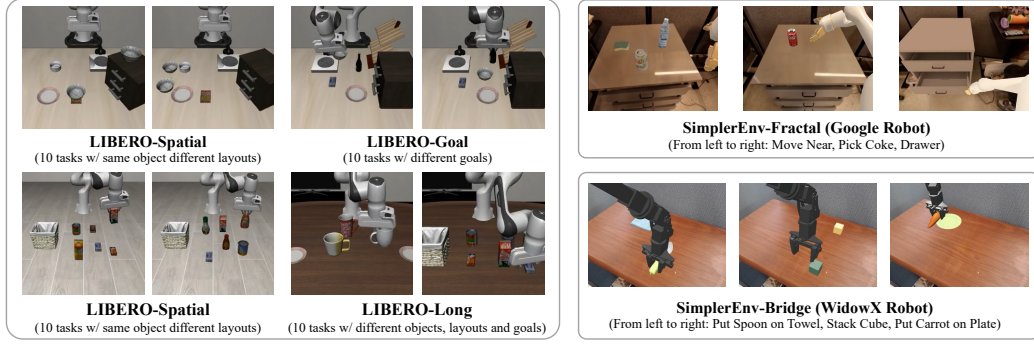 LIBERO-Spatial
(10 tasks w/ same object different layouts)
LIBERO-Goal
(10 tasks w/ different goals)
LIBERO-Spatial
(10 tasks w/ same object different layouts)
LIBERO-Long
(10 tasks w/ different objects, layouts and goals)
SimplerEnv-Fractal (Google Robot)
(From left to right: Move Near, Pick Coke, Drawer)
SimplerEnv-Bridge (WidowX Robot)
(From left to right: Put Spoon on Towel, Stack Cube, Put Carrot on Plate)